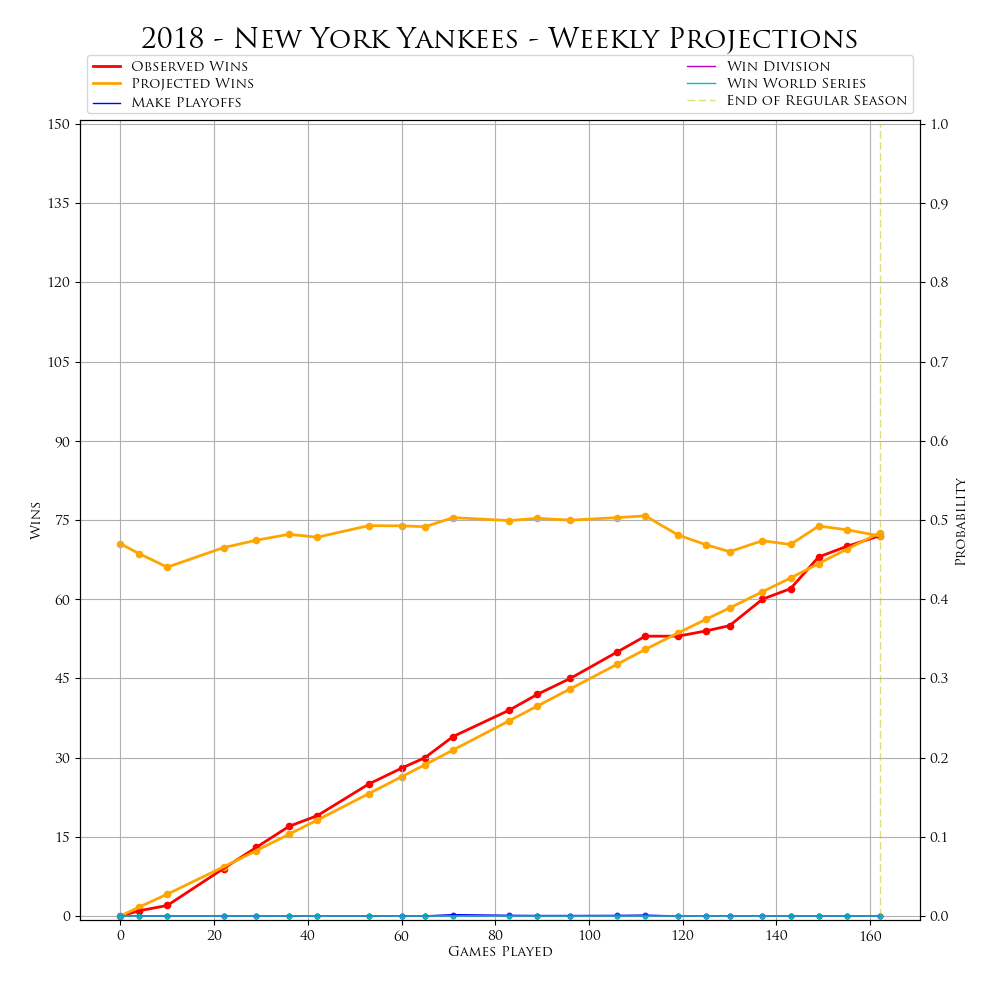 2018 - New York Yankees - Weekly Projections
Observed Wins
Projected Wins
Make Playoffs
Win Division
Win World Series
End of Regular Season
150
135
120
105
90
75
60
45
30
15
0
Wins
1.0
0.9
0.8
0.7
0.6
0.5
0.4
0.3
0.2
0.1
0.0
Probability
0 20 40 60 80 100 120 140 160
Games Played